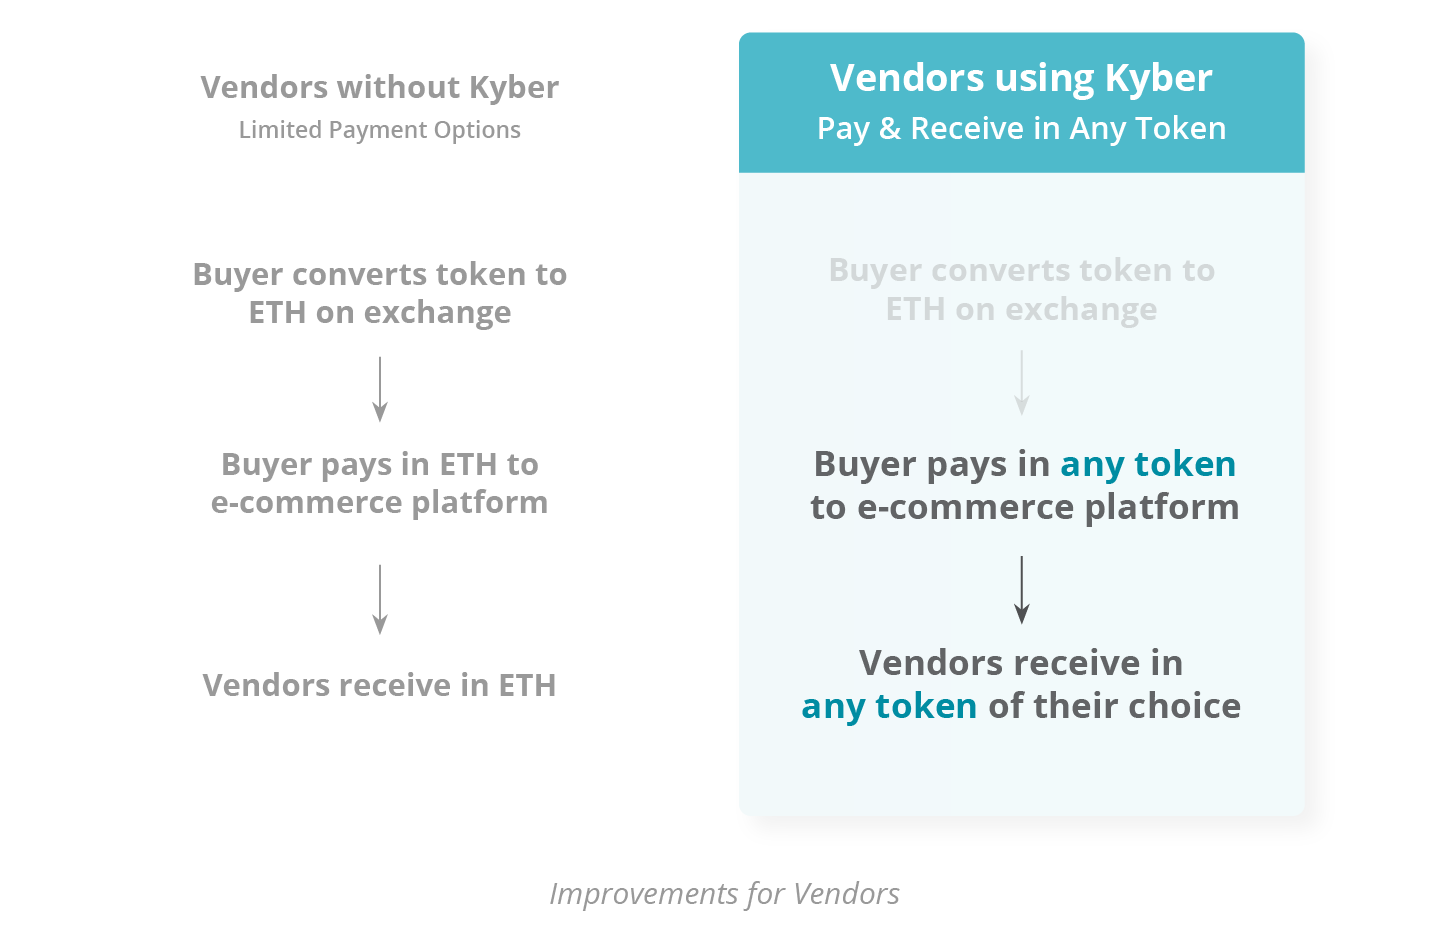 Vendors without Kyber
Limited Payment Options
Buyer converts token to
ETH on exchange
Buyer pays in ETH to
e-commerce platform
Vendors receive in ETH
Vendors using Kyber
Pay & Receive in Any Token
Buyer converts token to
ETH on exchange
Buyer pays in any token
to e-commerce platform
Vendors receive in
any token of their choice
Improvements for Vendors